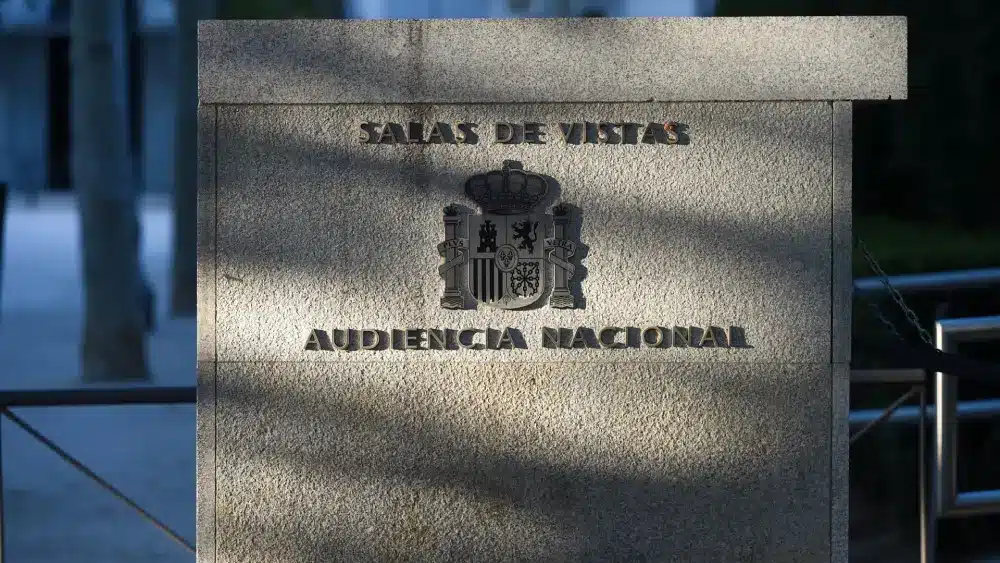 SALAS DE VISTAS
AUDIENCIA NACIONAL